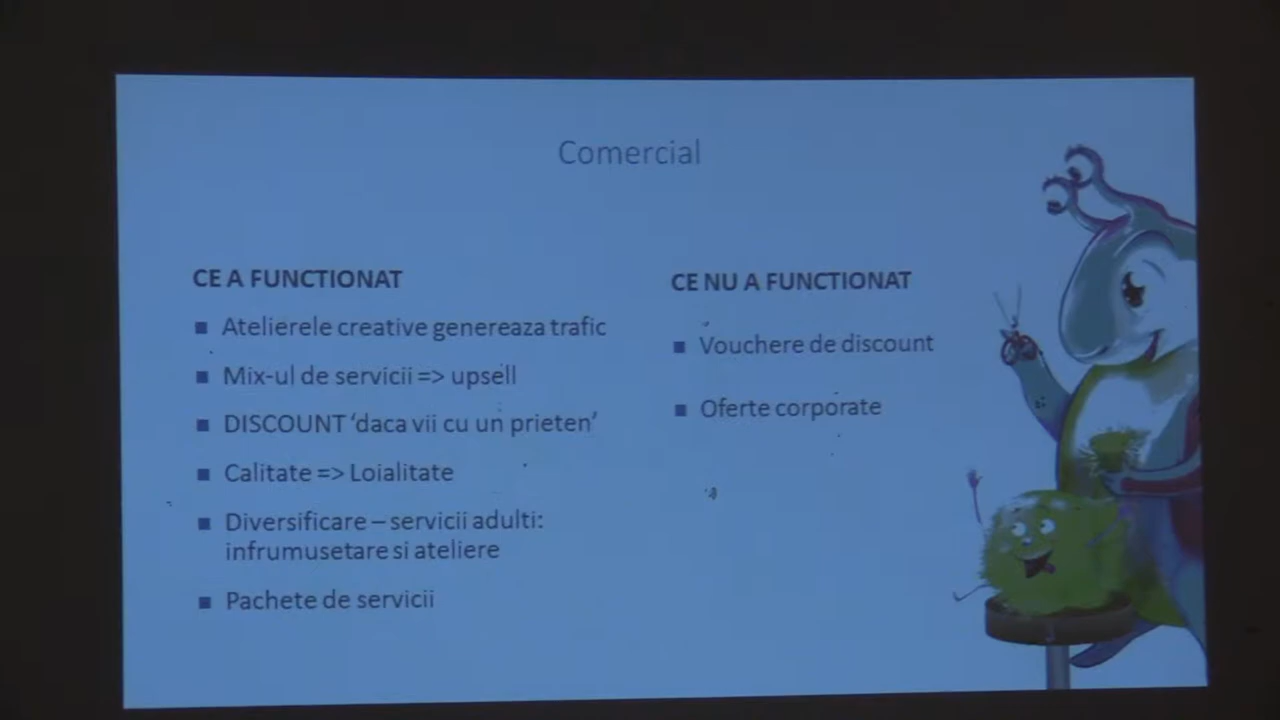 Comercial
CE A FUNCTIONAT
Atelierele creative genereaza trafic
Mix-ul de servicii => upsell
DISCOUNT ‘daca vii cu un prieten’
Calitate => Loialitate
Diversificare – servicii adulti:
infrumusetare si ateliere
Pachete de servicii
CE NU A FUNCTIONAT
Vouchere de discount
Oferte corporate